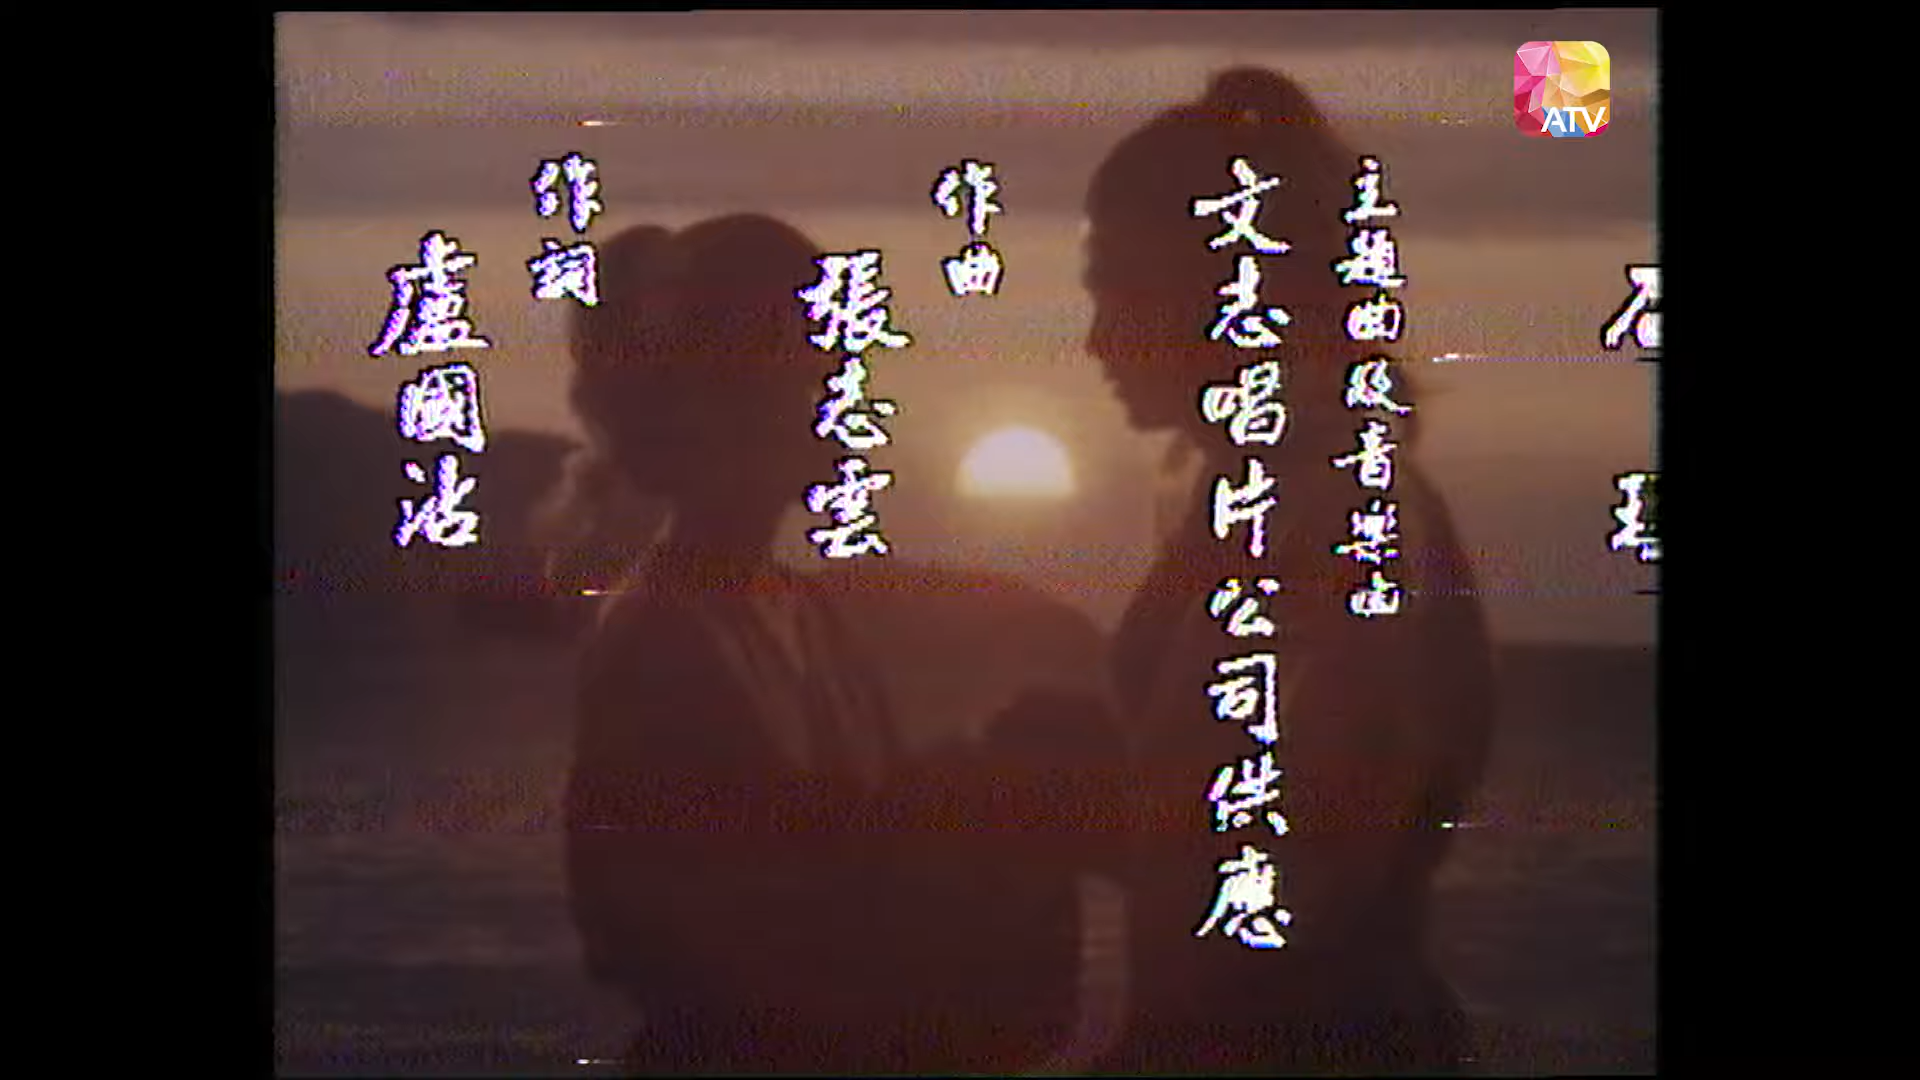 ATV
主題曲及音樂由
文志唱片公司供應
作曲
張志雲
作詞
盧國沾